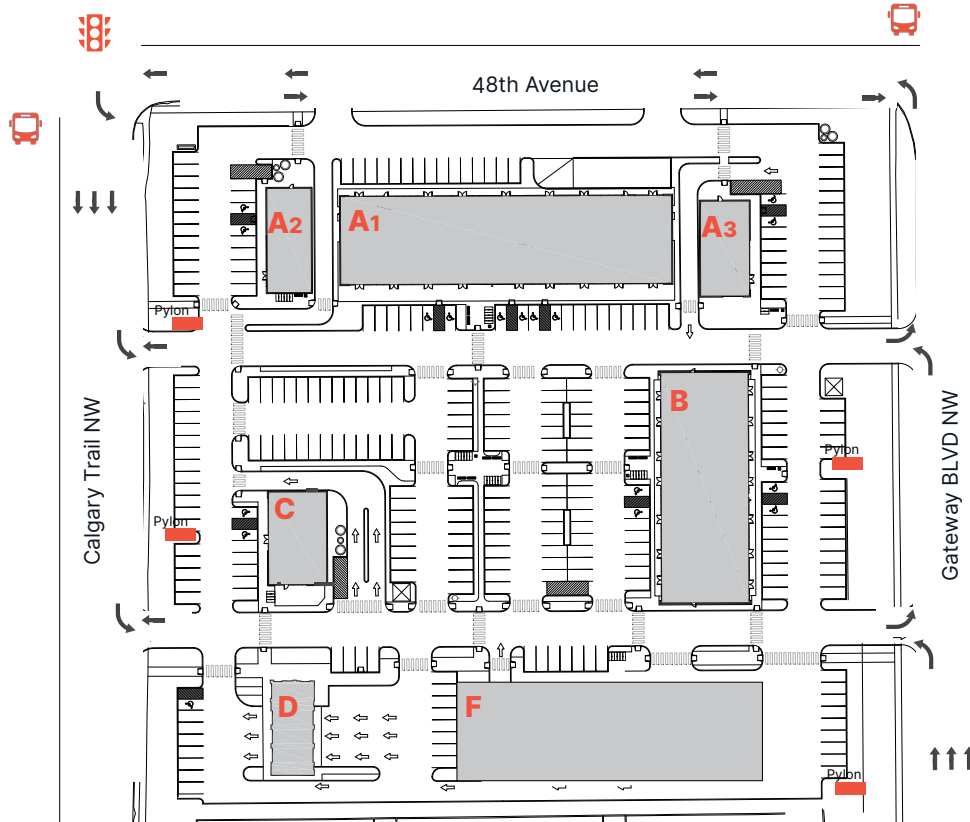 48th Avenue
A2
A1
A3
Pylon
B
Calgary Trail NW
Gateway BLVD NW
Pylon
C
Pylon
D
F
Pylon